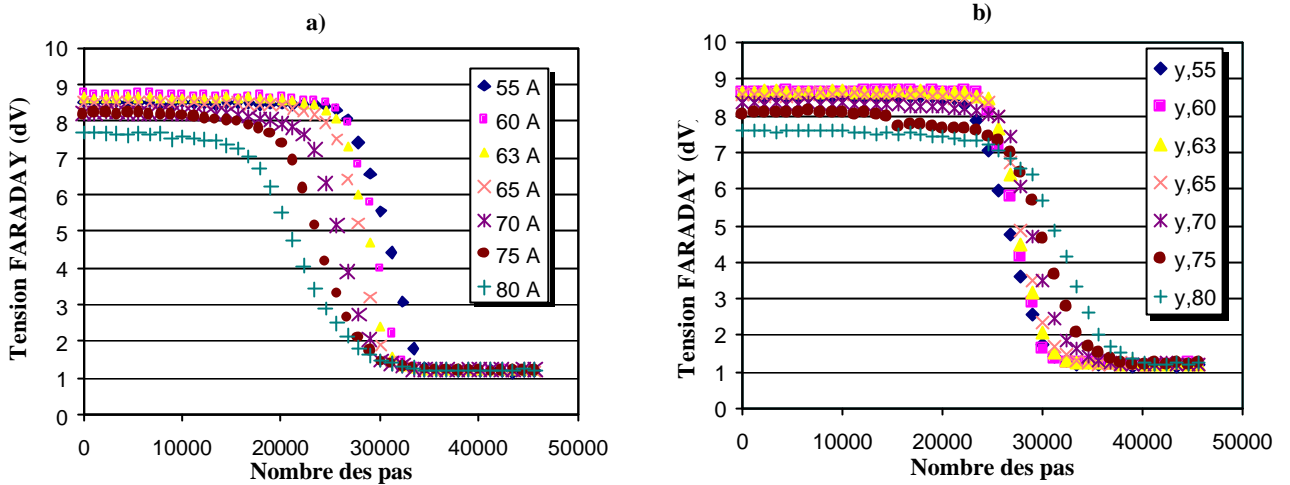 a)
Tension FARADAY (dV)
10
9
8
7
6
5
4
3
2
1
0
0 10000 20000 30000 40000 50000
Nombre des pas
55 A
60 A
63 A
65 A
70 A
75 A
80 A
b)
Tension FARADAY (dV)
10
9
8
7
6
5
4
3
2
1
0
0 10000 20000 30000 40000 50000
Nombre des pas
y,55
y,60
y,63
y,65
y,70
y,75
y,80